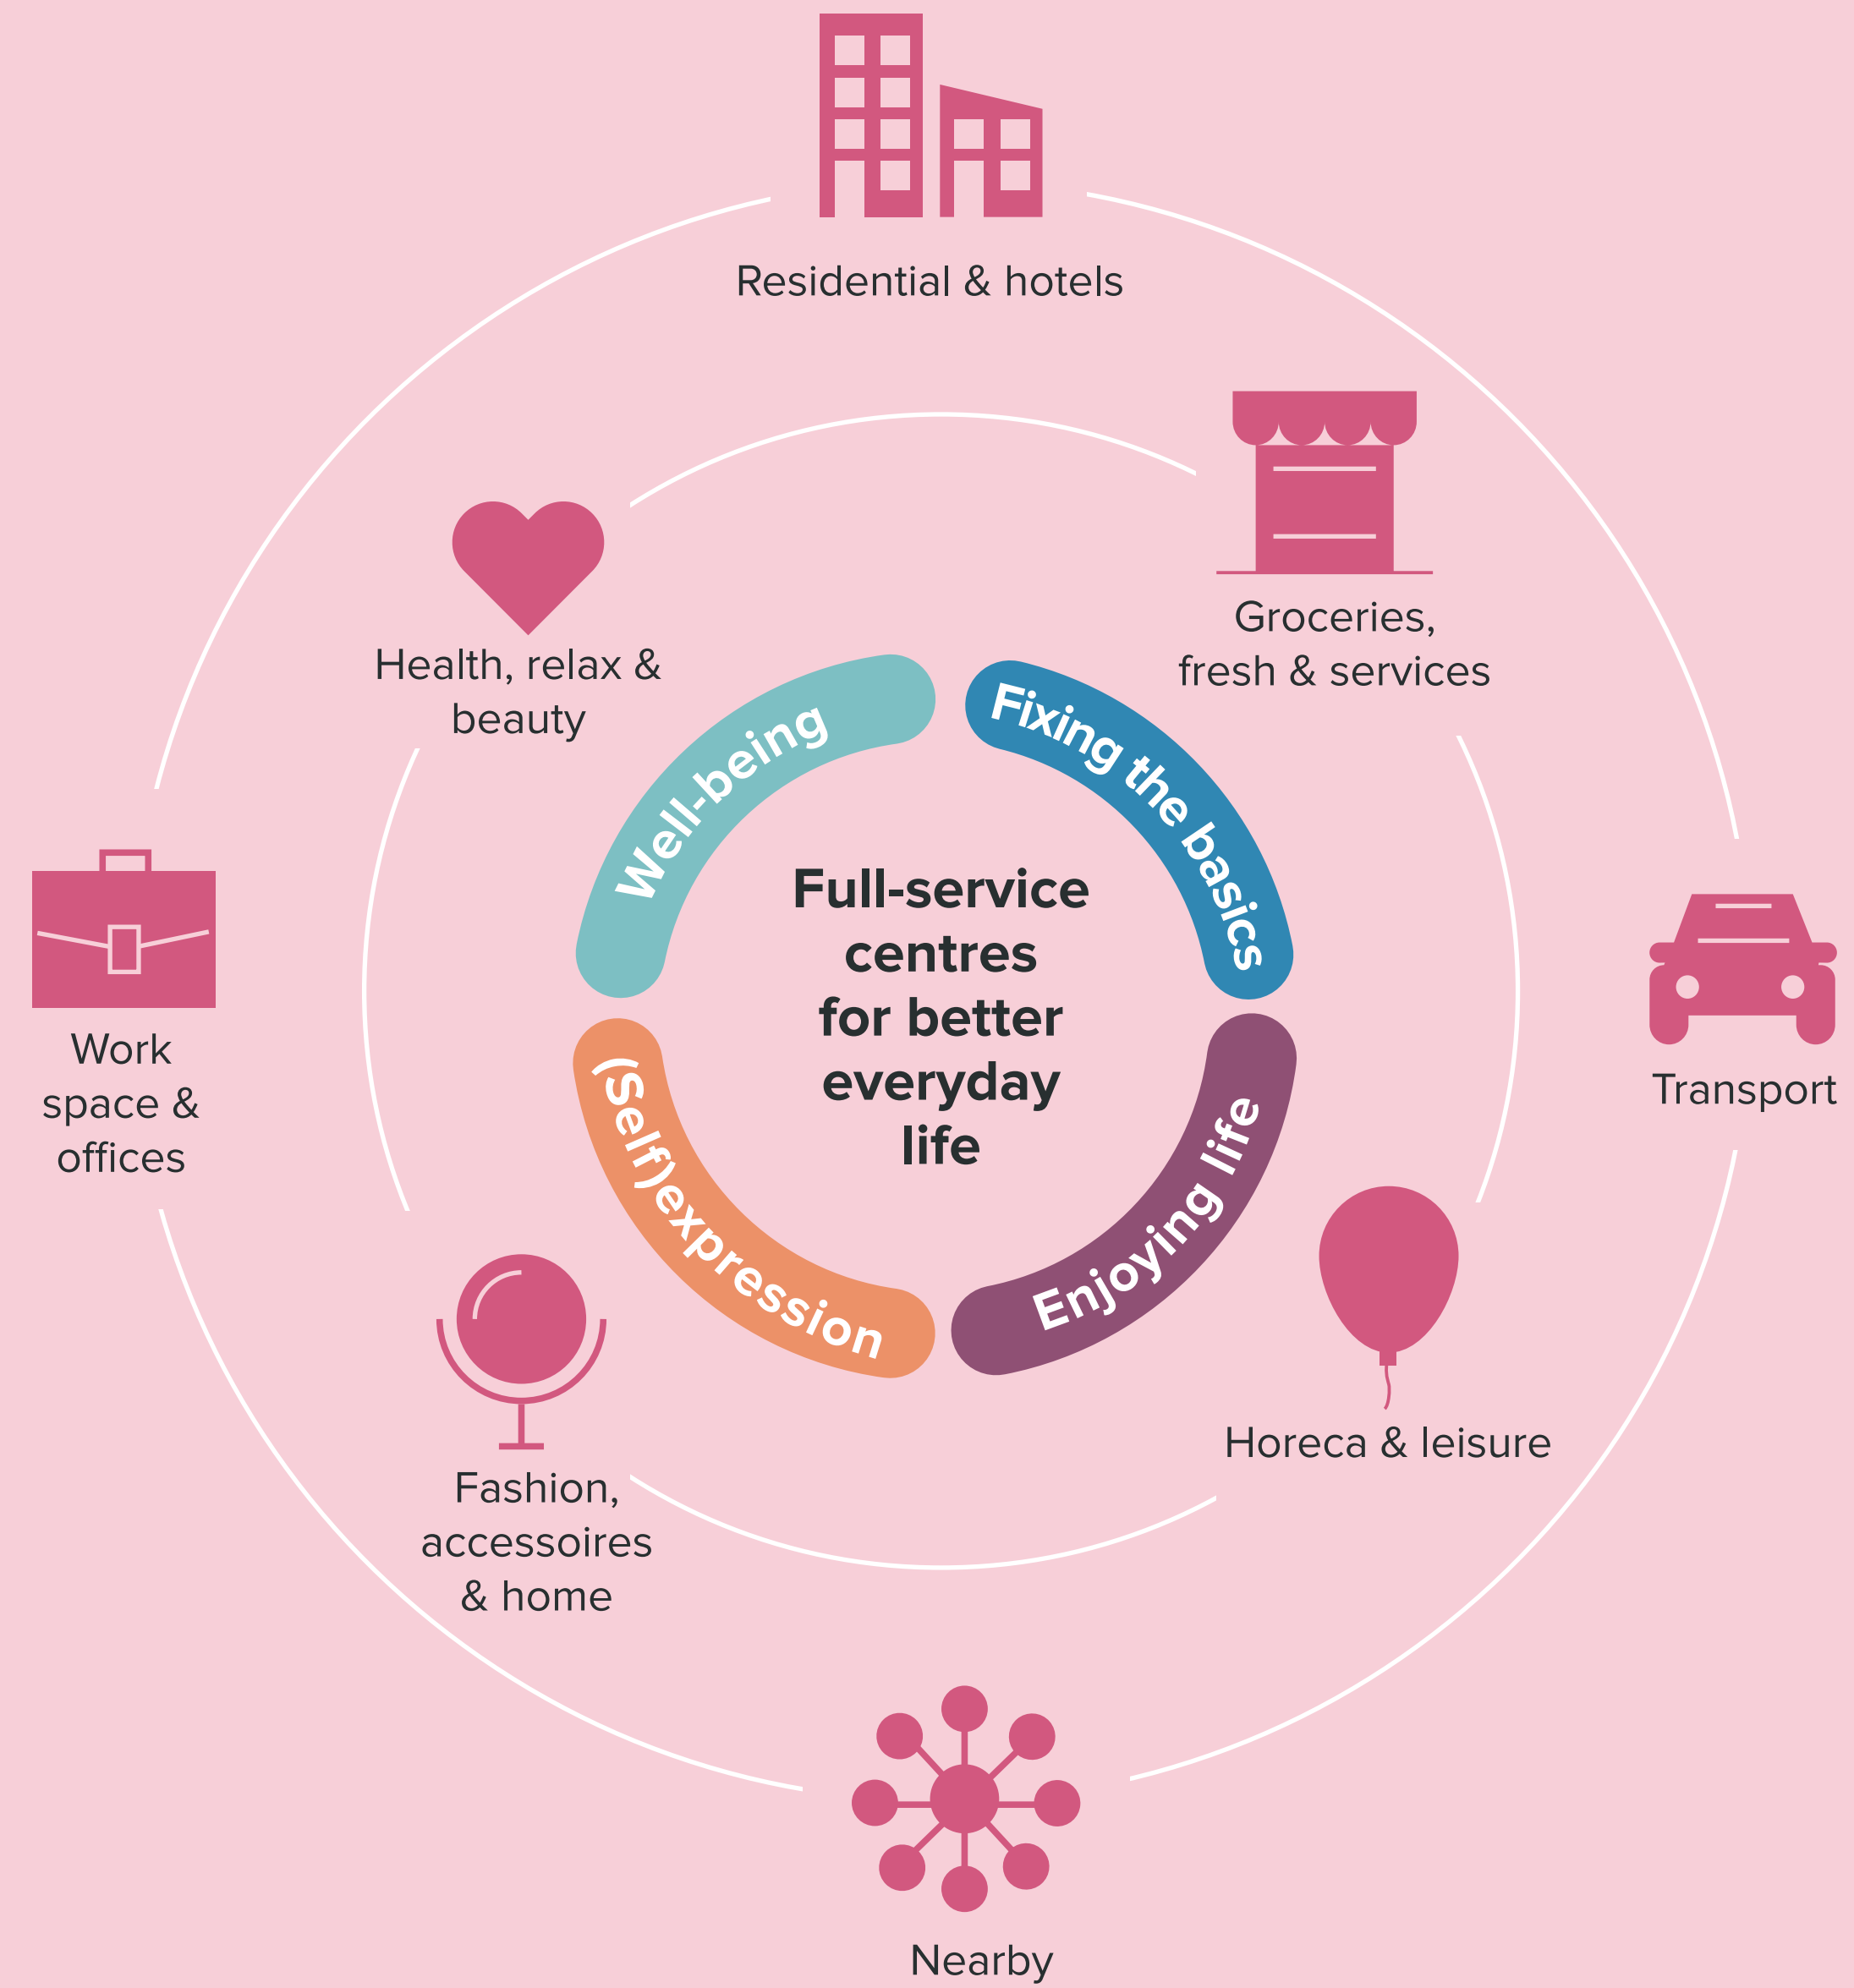 Residential & hotels
Groceries,
fresh & services
Health, relax &
beauty
Well-being
Fixing the basics
Full-service
centres
for better
everyday
life
Work
space &
offices
Transport
(Self)expression
Enjoying life
Horeca & leisure
Fashion,
accessoires
& home
Nearby